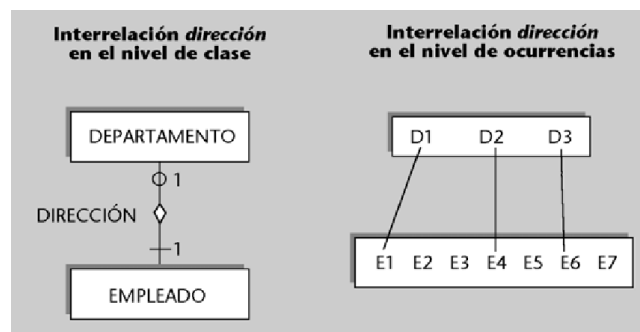 Interrelación dirección
en el nivel de clase
DEPARTAMENTO
1
DIRECCIÓN
1
EMPLEADO
Interrelación dirección
en el nivel de ocurrencias
D1 D2 D3
E1 E2 E3 E4 E5 E6 E7